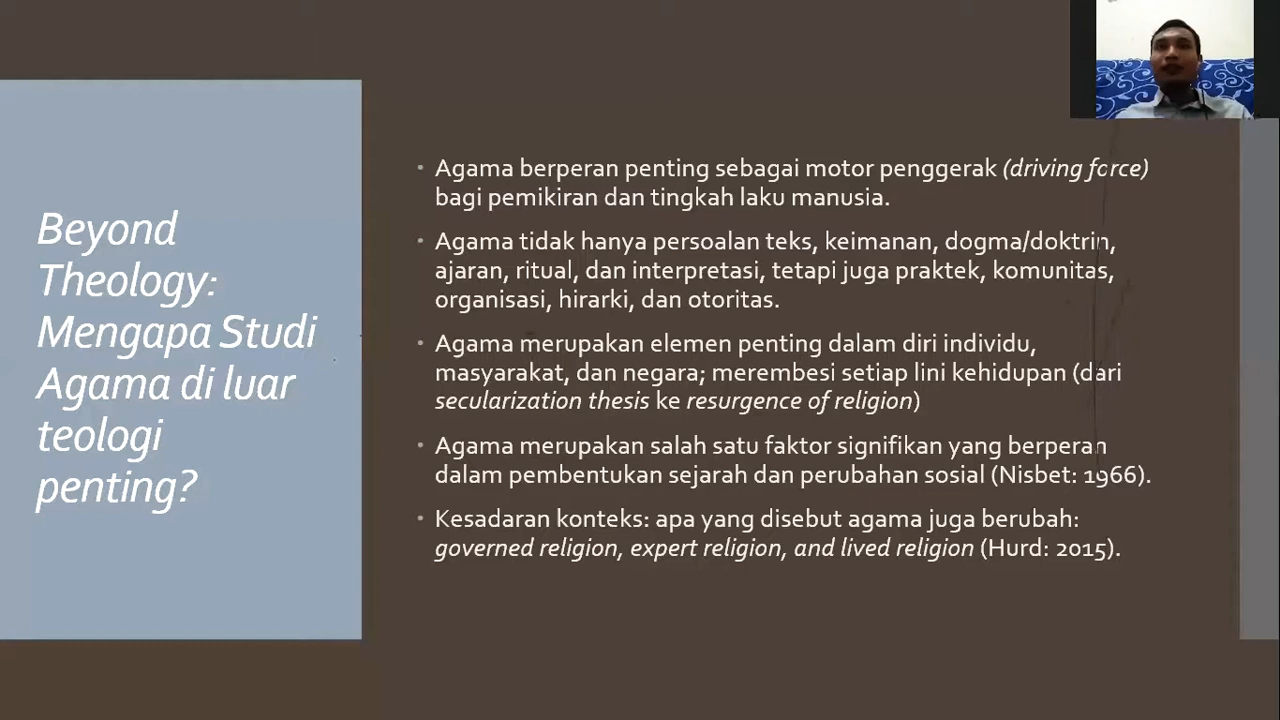 Beyond
Theology:
Mengapa Studi
Agama di luar
teologi
penting?
• Agama berperan penting sebagai motor penggerak (driving force)
bagi pemikiran dan tingkah laku manusia.
• Agama tidak hanya persoalan teks, keimanan, dogma/doktrin,
ajaran, ritual, dan interpretasi, tetapi juga praktek, komunitas,
organisasi, hirarki, dan otoritas.
• Agama merupakan elemen penting dalam diri individu,
masyarakat, dan negara; merembesi setiap lini kehidupan (dari
secularization thesis ke resurgence of religion)
• Agama merupakan salah satu faktor signifikan yang berperan
dalam pembentukan sejarah dan perubahan sosial (Nisbet: 1966).
• Kesadaran konteks: apa yang disebut agama juga berubah:
governed religion, expert religion, and lived religion (Hurd: 2015).